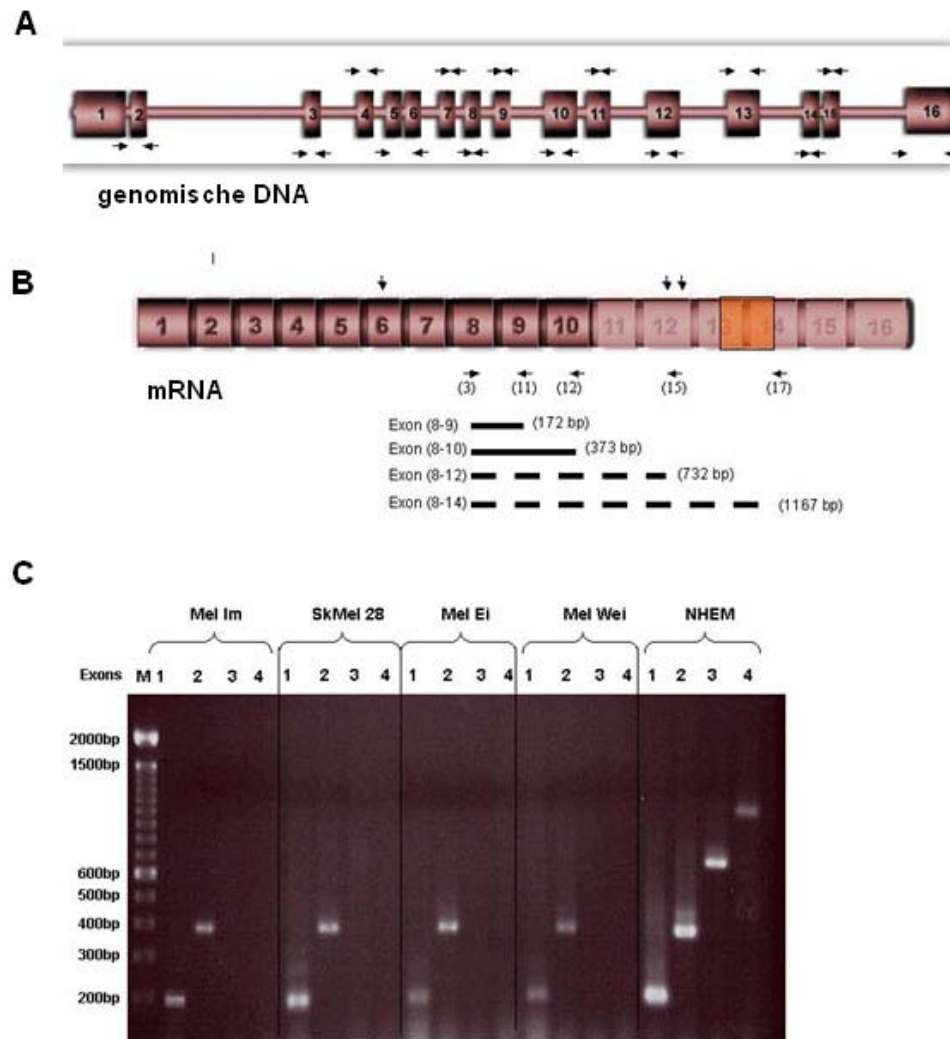 A
1 2 3 4 5 6 7 8 9 10 11 12 13 14 15 16
genomische DNA
B
1 2 3 4 5 6 7 8 9 10 11 12 13 14 15 16
mRNA
(3) (11) (12) (15) (17)
Exon (8-9) (172 bp)
Exon (8-10) (373 bp)
Exon (8-12) (732 bp)
Exon (8-14) (1167 bp)
C
Mel Im SkMel 28 Mel Ei Mel Wei NHEM
Exons M 1 2 3 4 1 2 3 4 1 2 3 4 1 2 3 4 1 2 3 4
2000bp
1500bp
600bp
500bp
400bp
300bp
200bp